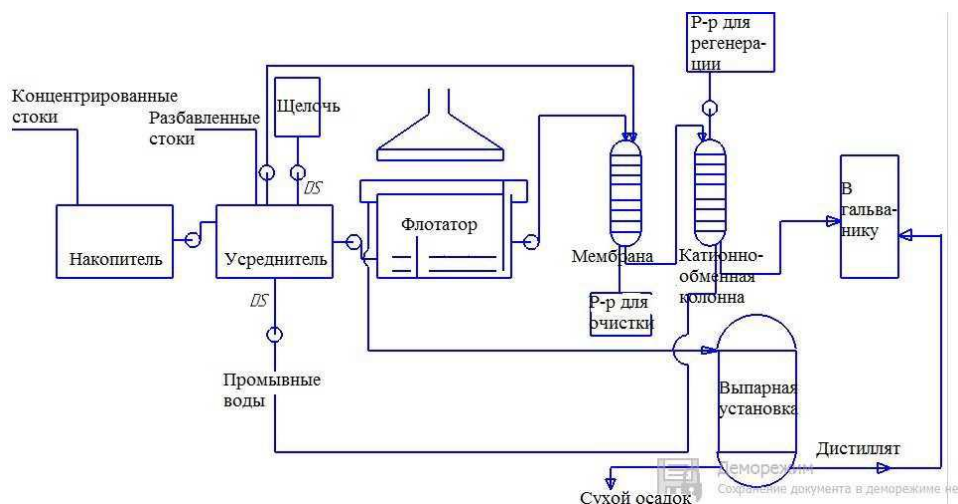 Р-р для
регенера-
ции
Концентрированные
стоки
Разбавленные
стоки
Щелочь
DS
В
гальва-
нику
Флотатор
Накопитель
Усреднитель
Мембрана
Катионно-
обменная
колонна
DS
Р-р для
очистки
Промывные
воды
Выпарная
установка
Дистиллят
Деморежим
Сохранение документа в деморежиме не
Сухой осадок